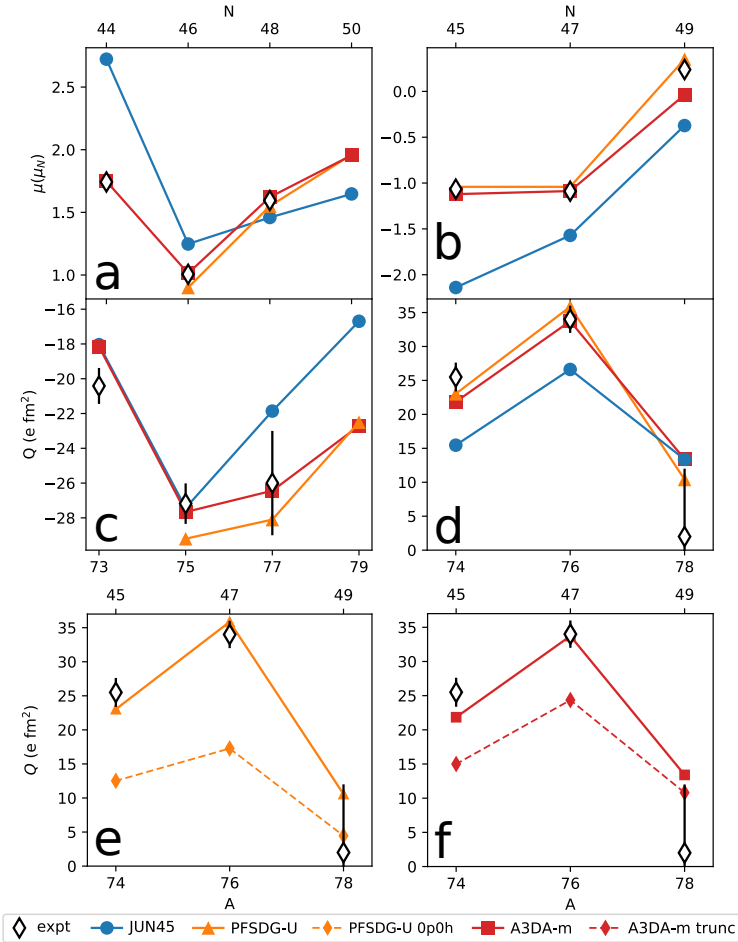 N
N
44 46 48 50
45 47 49
2.5
2.0
1.5
1.0
μ(μN)
a
0.0
−0.5
−1.0
−1.5
−2.0
b
−16
−18
−20
−22
−24
−26
−28
Q (e fm²)
c
73 75 77 79
35
30
25
20
15
10
5
0
d
74 76 78
45 47 49
45 47 49
35
30
25
20
15
10
5
0
Q (e fm²)
e
74 76 78
A
35
30
25
20
15
10
5
0
f
74 76 78
A
expt JUN45 PFSDG-U PFSDG-U 0p0h A3DA-m A3DA-m trunc